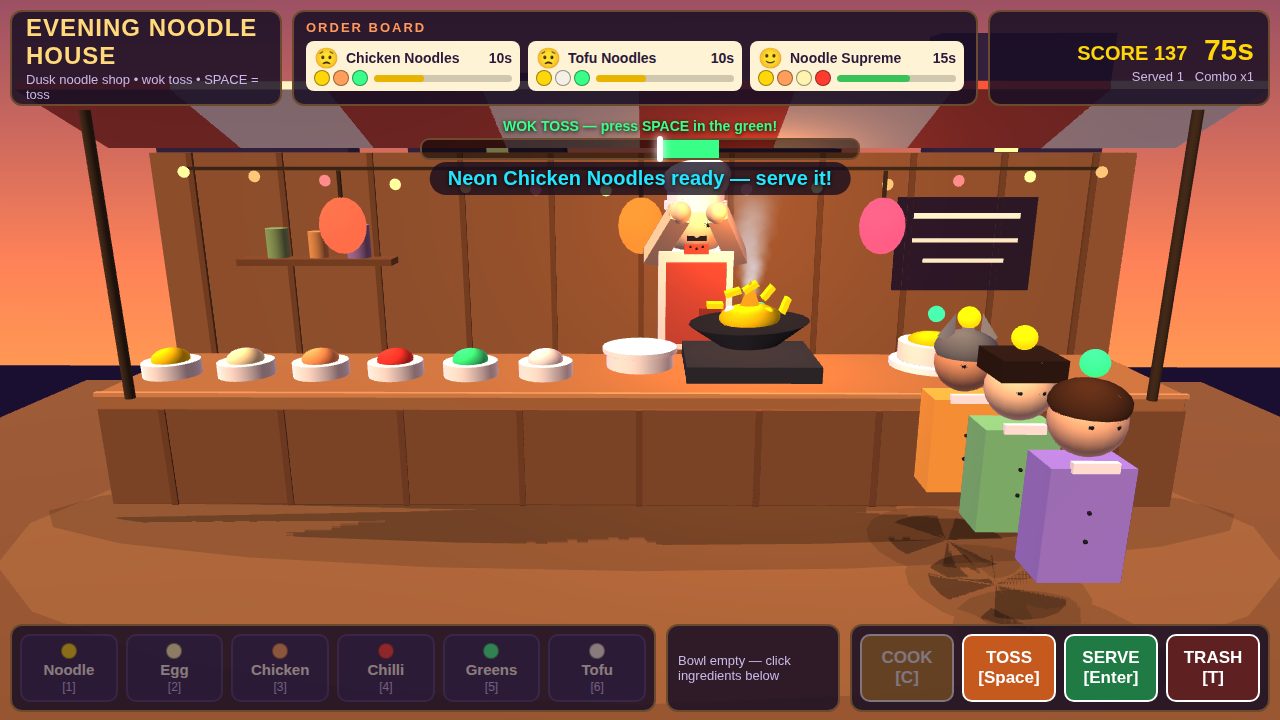 EVENING NOODLE
HOUSE
Dusk noodle shop • wok toss • SPACE =
toss
ORDER BOARD
😟 Chicken Noodles 10s
😟 Tofu Noodles 10s
🙂 Noodle Supreme 15s
SCORE 137 75s
Served 1 Combo x1
WOK TOSS — press SPACE in the green!
Neon Chicken Noodles ready — serve it!
Noodle
[1]
Egg
[2]
Chicken
[3]
Chilli
[4]
Greens
[5]
Tofu
[6]
Bowl empty — click
ingredients below
COOK
[C]
TOSS
[Space]
SERVE
[Enter]
TRASH
[T]